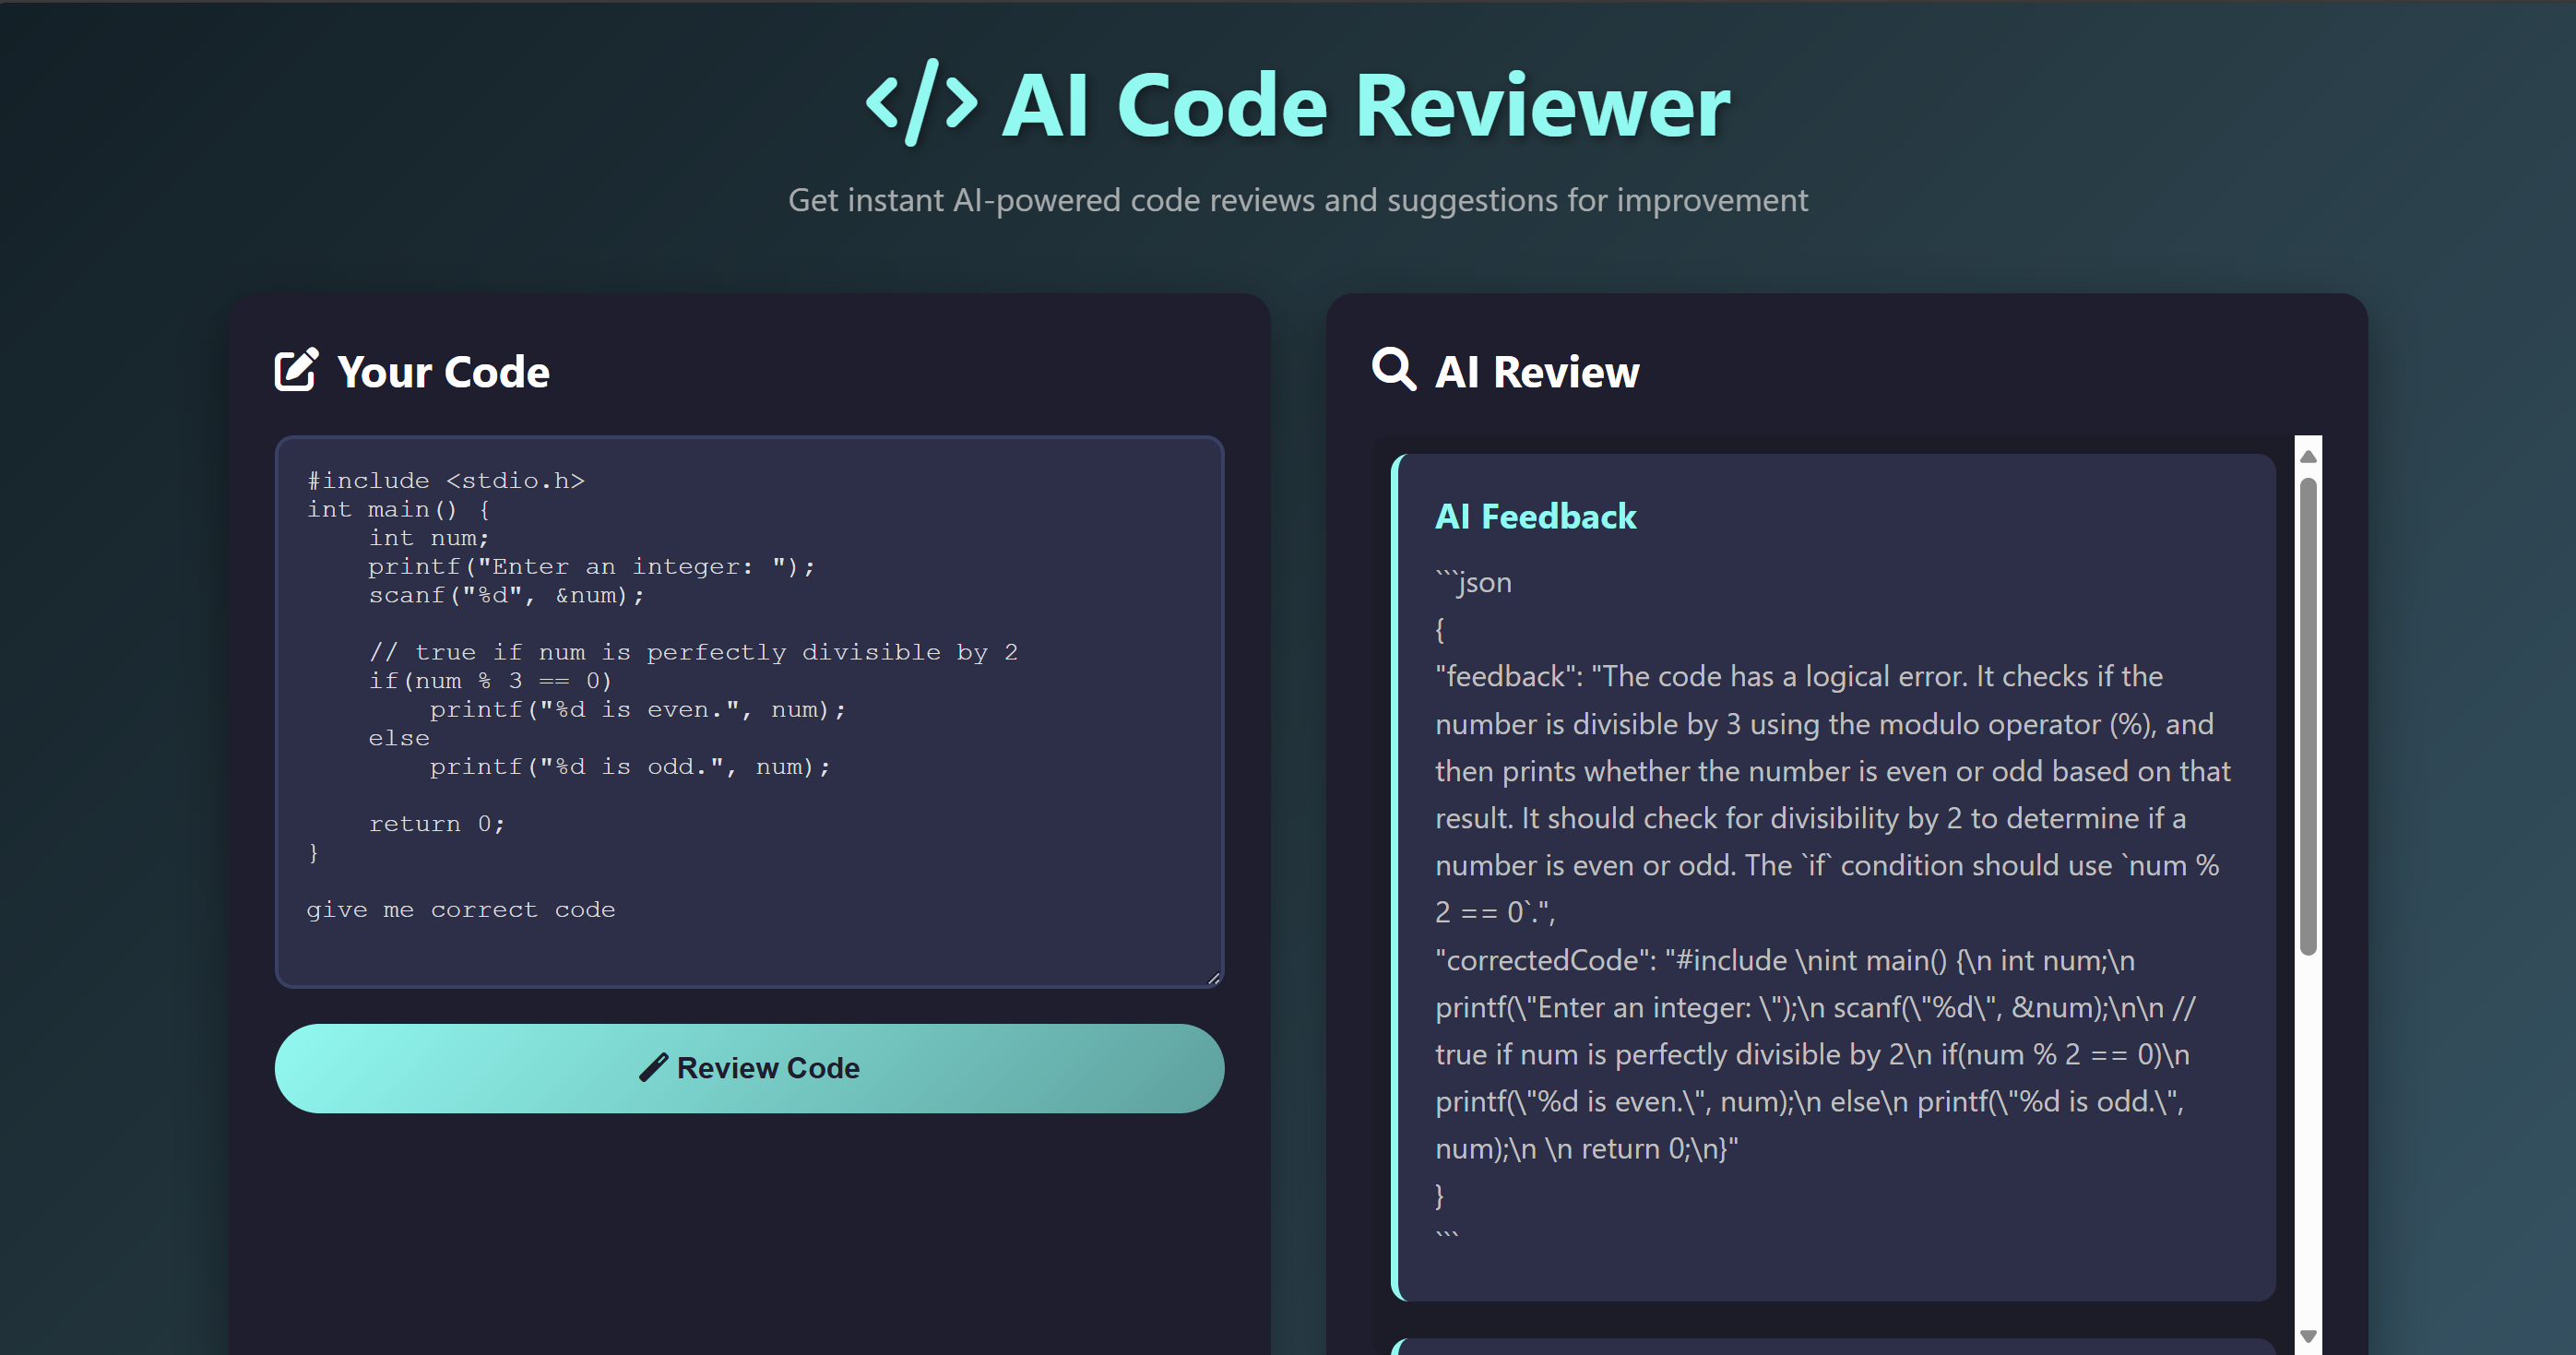 </> AI Code Reviewer
Get instant AI-powered code reviews and suggestions for improvement
Your Code
#include <stdio.h>
int main() {
    int num;
    printf("Enter an integer: ");
    scanf("%d", &num);

    // true if num is perfectly divisible by 2
    if(num % 3 == 0)
        printf("%d is even.", num);
    else
        printf("%d is odd.", num);

    return 0;
}

give me correct code
Review Code
AI Review
AI Feedback
```json
{
"feedback": "The code has a logical error. It checks if the
number is divisible by 3 using the modulo operator (%), and
then prints whether the number is even or odd based on that
result. It should check for divisibility by 2 to determine if a
number is even or odd. The `if` condition should use `num %
2 == 0`.",
"correctedCode": "#include \nint main() {\n int num;\n
printf(\"Enter an integer: \");\n scanf(\"%d\", &num);\n\n //
true if num is perfectly divisible by 2\n if(num % 2 == 0)\n
printf(\"%d is even.\", num);\n else\n printf(\"%d is odd.\",
num);\n \n return 0;\n}"
}
```